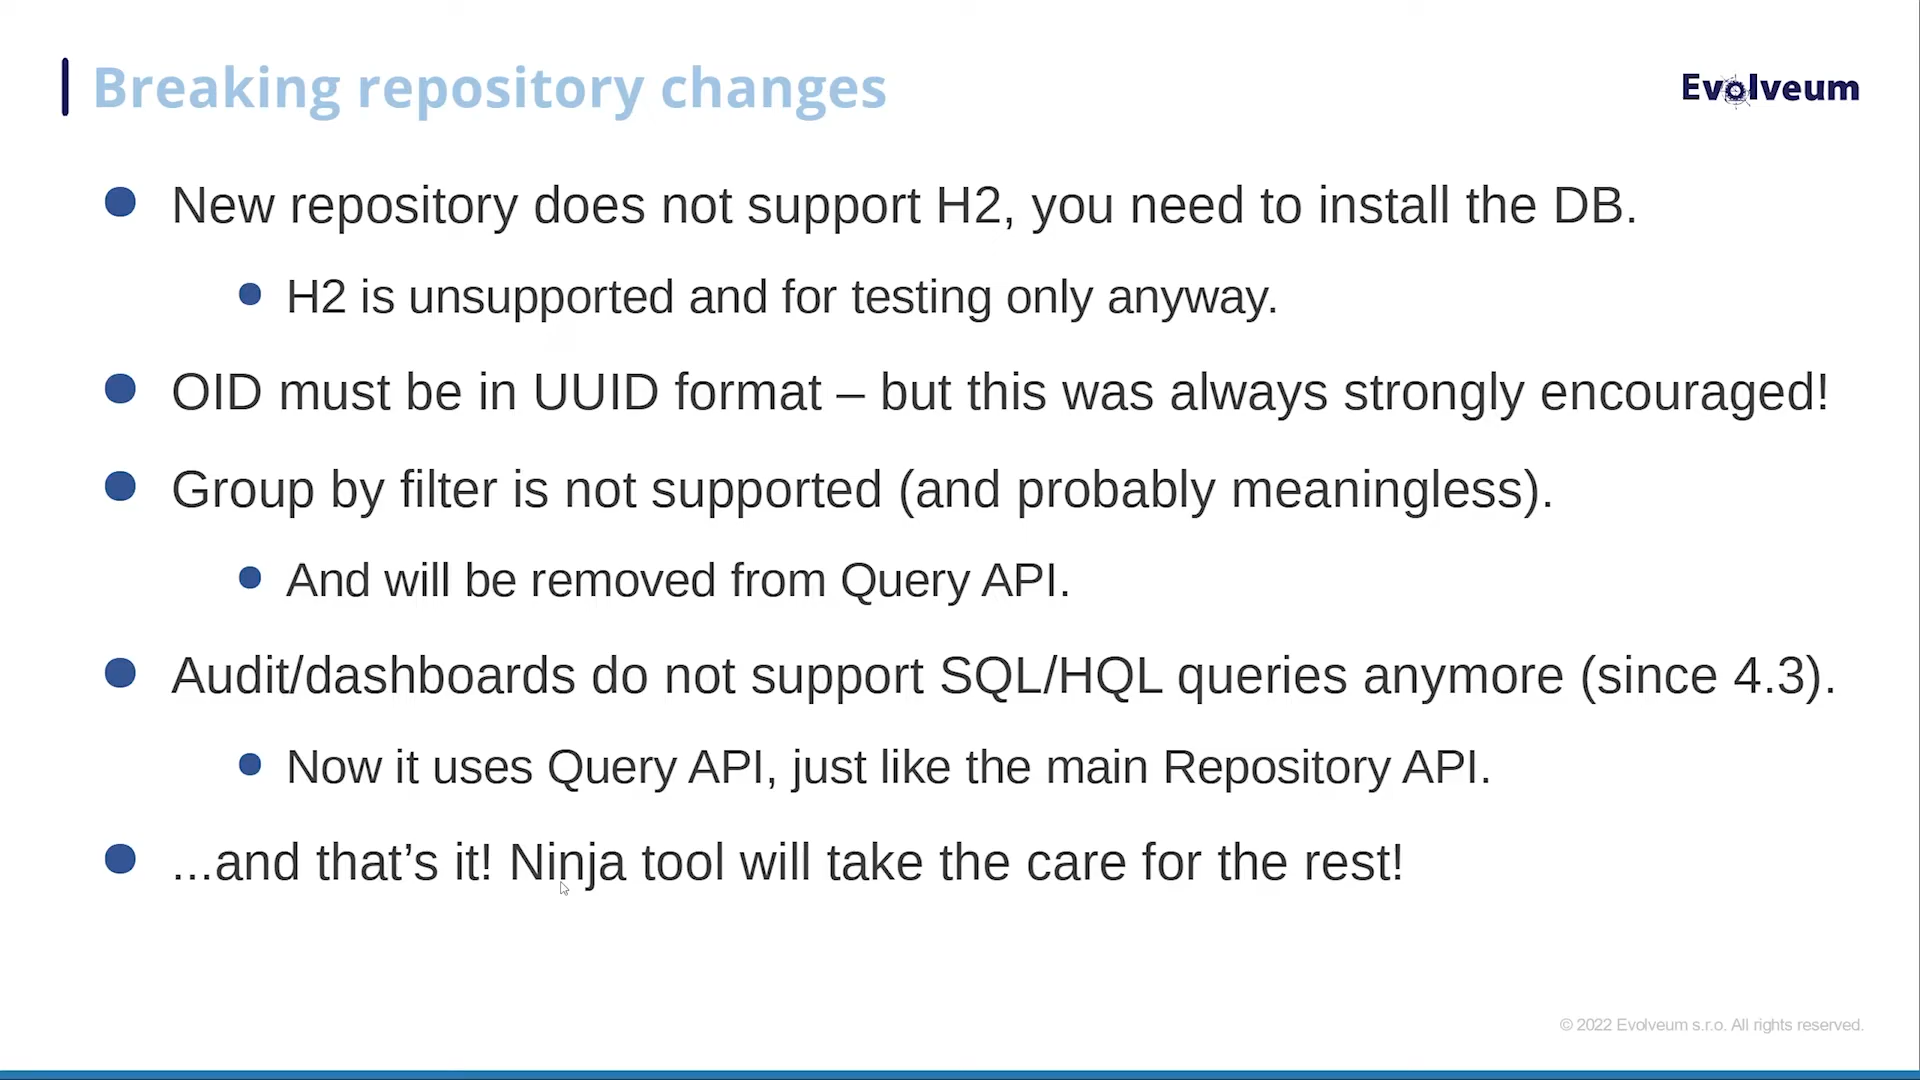 Breaking repository changes
Evolveum
New repository does not support H2, you need to install the DB.
H2 is unsupported and for testing only anyway.
OID must be in UUID format – but this was always strongly encouraged!
Group by filter is not supported (and probably meaningless).
And will be removed from Query API.
Audit/dashboards do not support SQL/HQL queries anymore (since 4.3).
Now it uses Query API, just like the main Repository API.
...and that’s it! Ninja tool will take the care for the rest!
© 2022 Evolveum s.r.o. All rights reserved.